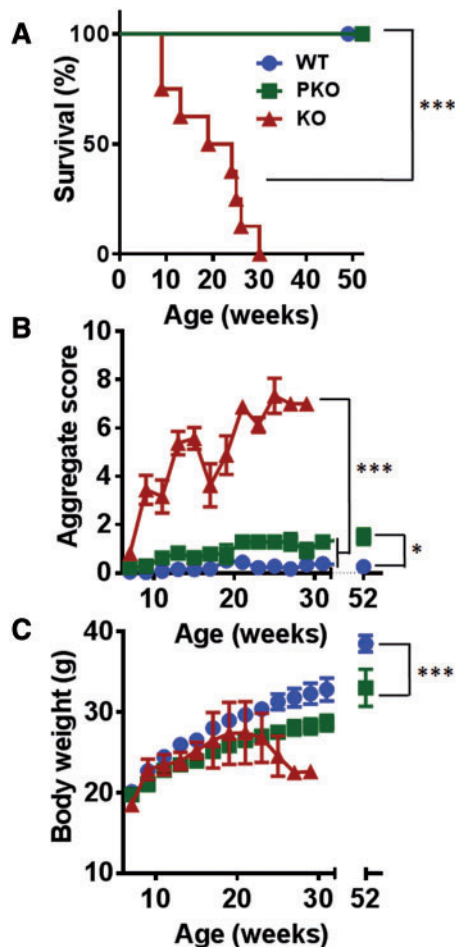 A
Survival (%)
100
50
0
WT
PKO
KO
***
0 10 20 30 40 50
Age (weeks)
B
Aggregate score
10
8
6
4
2
0
***
*
10 20 30 52
Age (weeks)
C
Body weight (g)
40
30
20
10
***
10 20 30 52
Age (weeks)